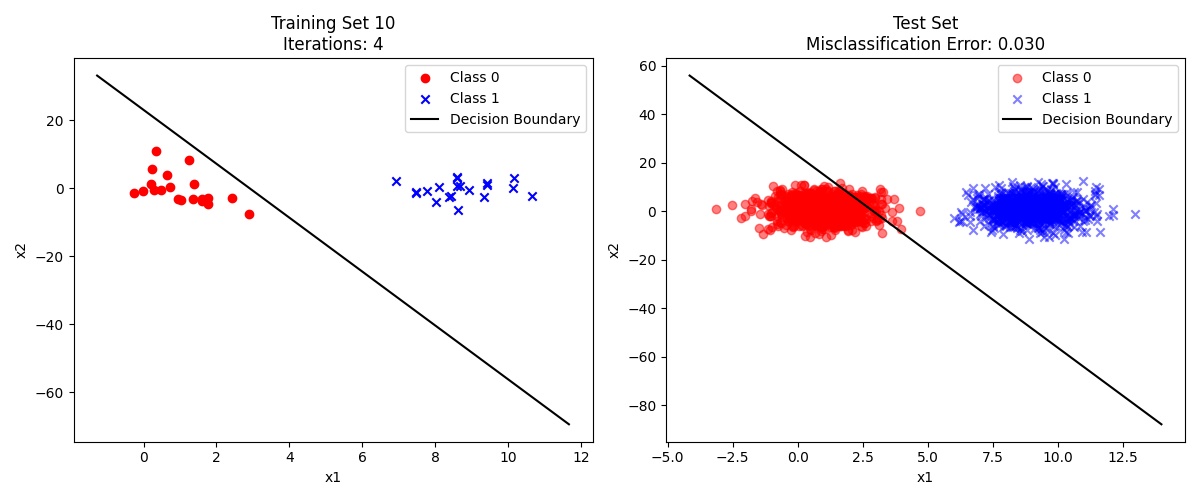 Training Set 10
Iterations: 4
Class 0
Class 1
Decision Boundary
20
0
−20
−40
−60
x2
0
2
4
6
8
10
12
x1
Test Set
Misclassification Error: 0.030
Class 0
Class 1
Decision Boundary
60
40
20
0
−20
−40
−60
−80
x2
−5.0
−2.5
0.0
2.5
5.0
7.5
10.0
12.5
x1